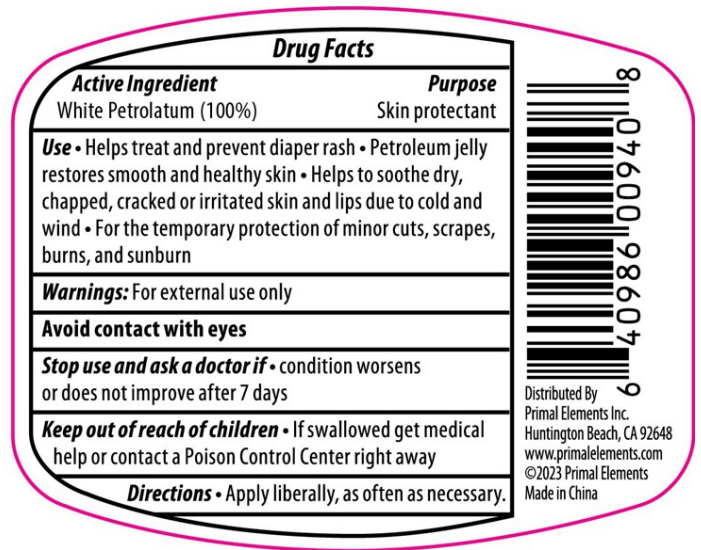 Drug Facts
Active Ingredient Purpose
White Petrolatum (100%) Skin protectant
Use • Helps treat and prevent diaper rash • Petroleum jelly
restores smooth and healthy skin • Helps to soothe dry,
chapped, cracked or irritated skin and lips due to cold and
wind • For the temporary protection of minor cuts, scrapes,
burns, and sunburn
Warnings: For external use only
Avoid contact with eyes
Stop use and ask a doctor if • condition worsens
or does not improve after 7 days
Keep out of reach of children • If swallowed get medical
help or contact a Poison Control Center right away
Directions • Apply liberally, as often as necessary.
6 40986 00940 8
Distributed By
Primal Elements Inc.
Huntington Beach, CA 92648
www.primalelements.com
©2023 Primal Elements
Made in China